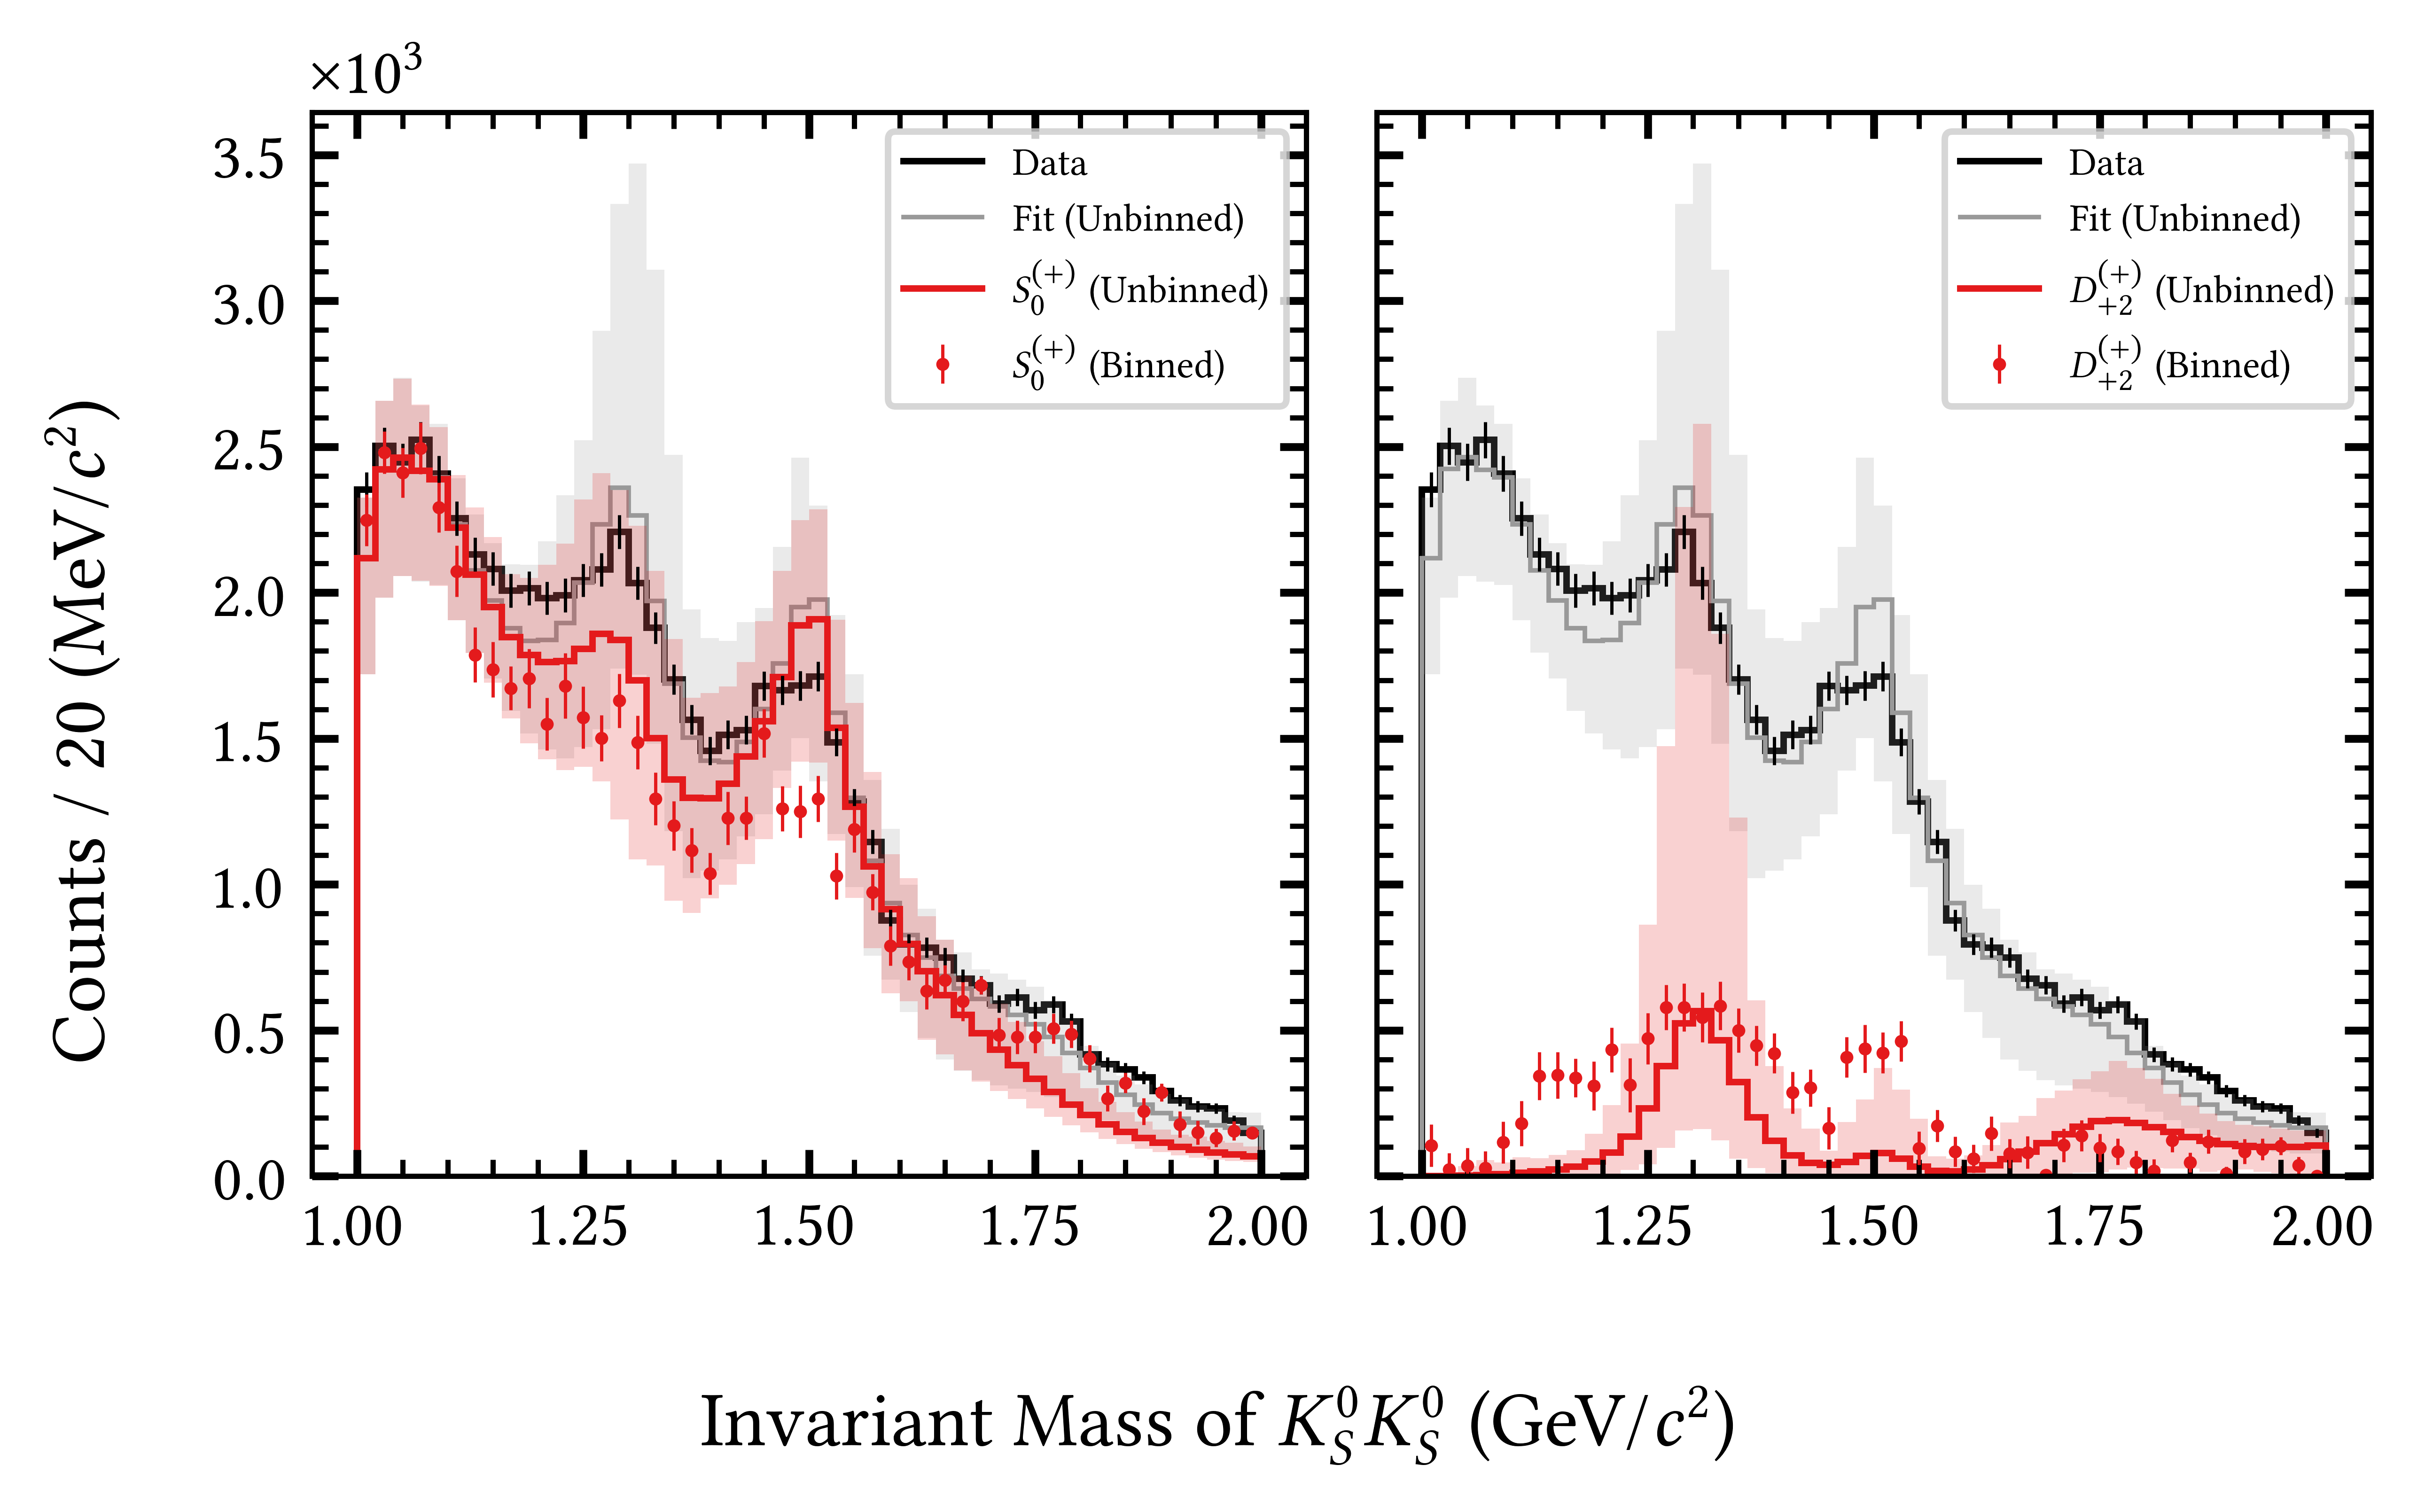 ×10³
Counts / 20 (MeV/c²)
3.5
3.0
2.5
2.0
1.5
1.0
0.5
0.0
Data
Fit (Unbinned)
S₀⁽⁺⁾ (Unbinned)
S₀⁽⁺⁾ (Binned)
1.00 1.25 1.50 1.75 2.00
Data
Fit (Unbinned)
D₊₂⁽⁺⁾ (Unbinned)
D₊₂⁽⁺⁾ (Binned)
1.00 1.25 1.50 1.75 2.00
Invariant Mass of K_S⁰K_S⁰ (GeV/c²)